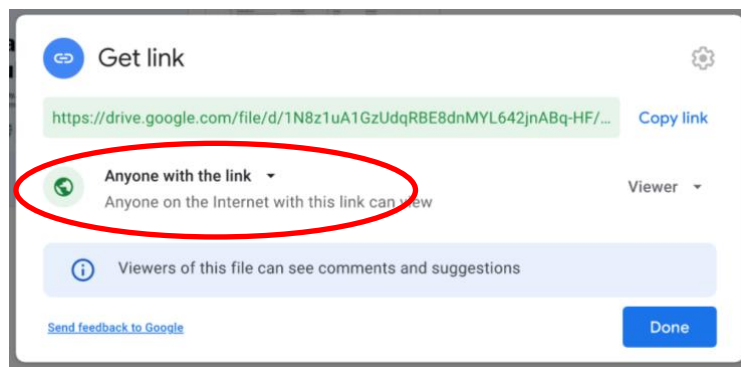 Get link
https://drive.google.com/file/d/1N8z1uA1GzUdqRBE8dnMYL642jnABq-HF/... Copy link
Anyone with the link
Anyone on the Internet with this link can view Viewer
Viewers of this file can see comments and suggestions
Send feedback to Google Done